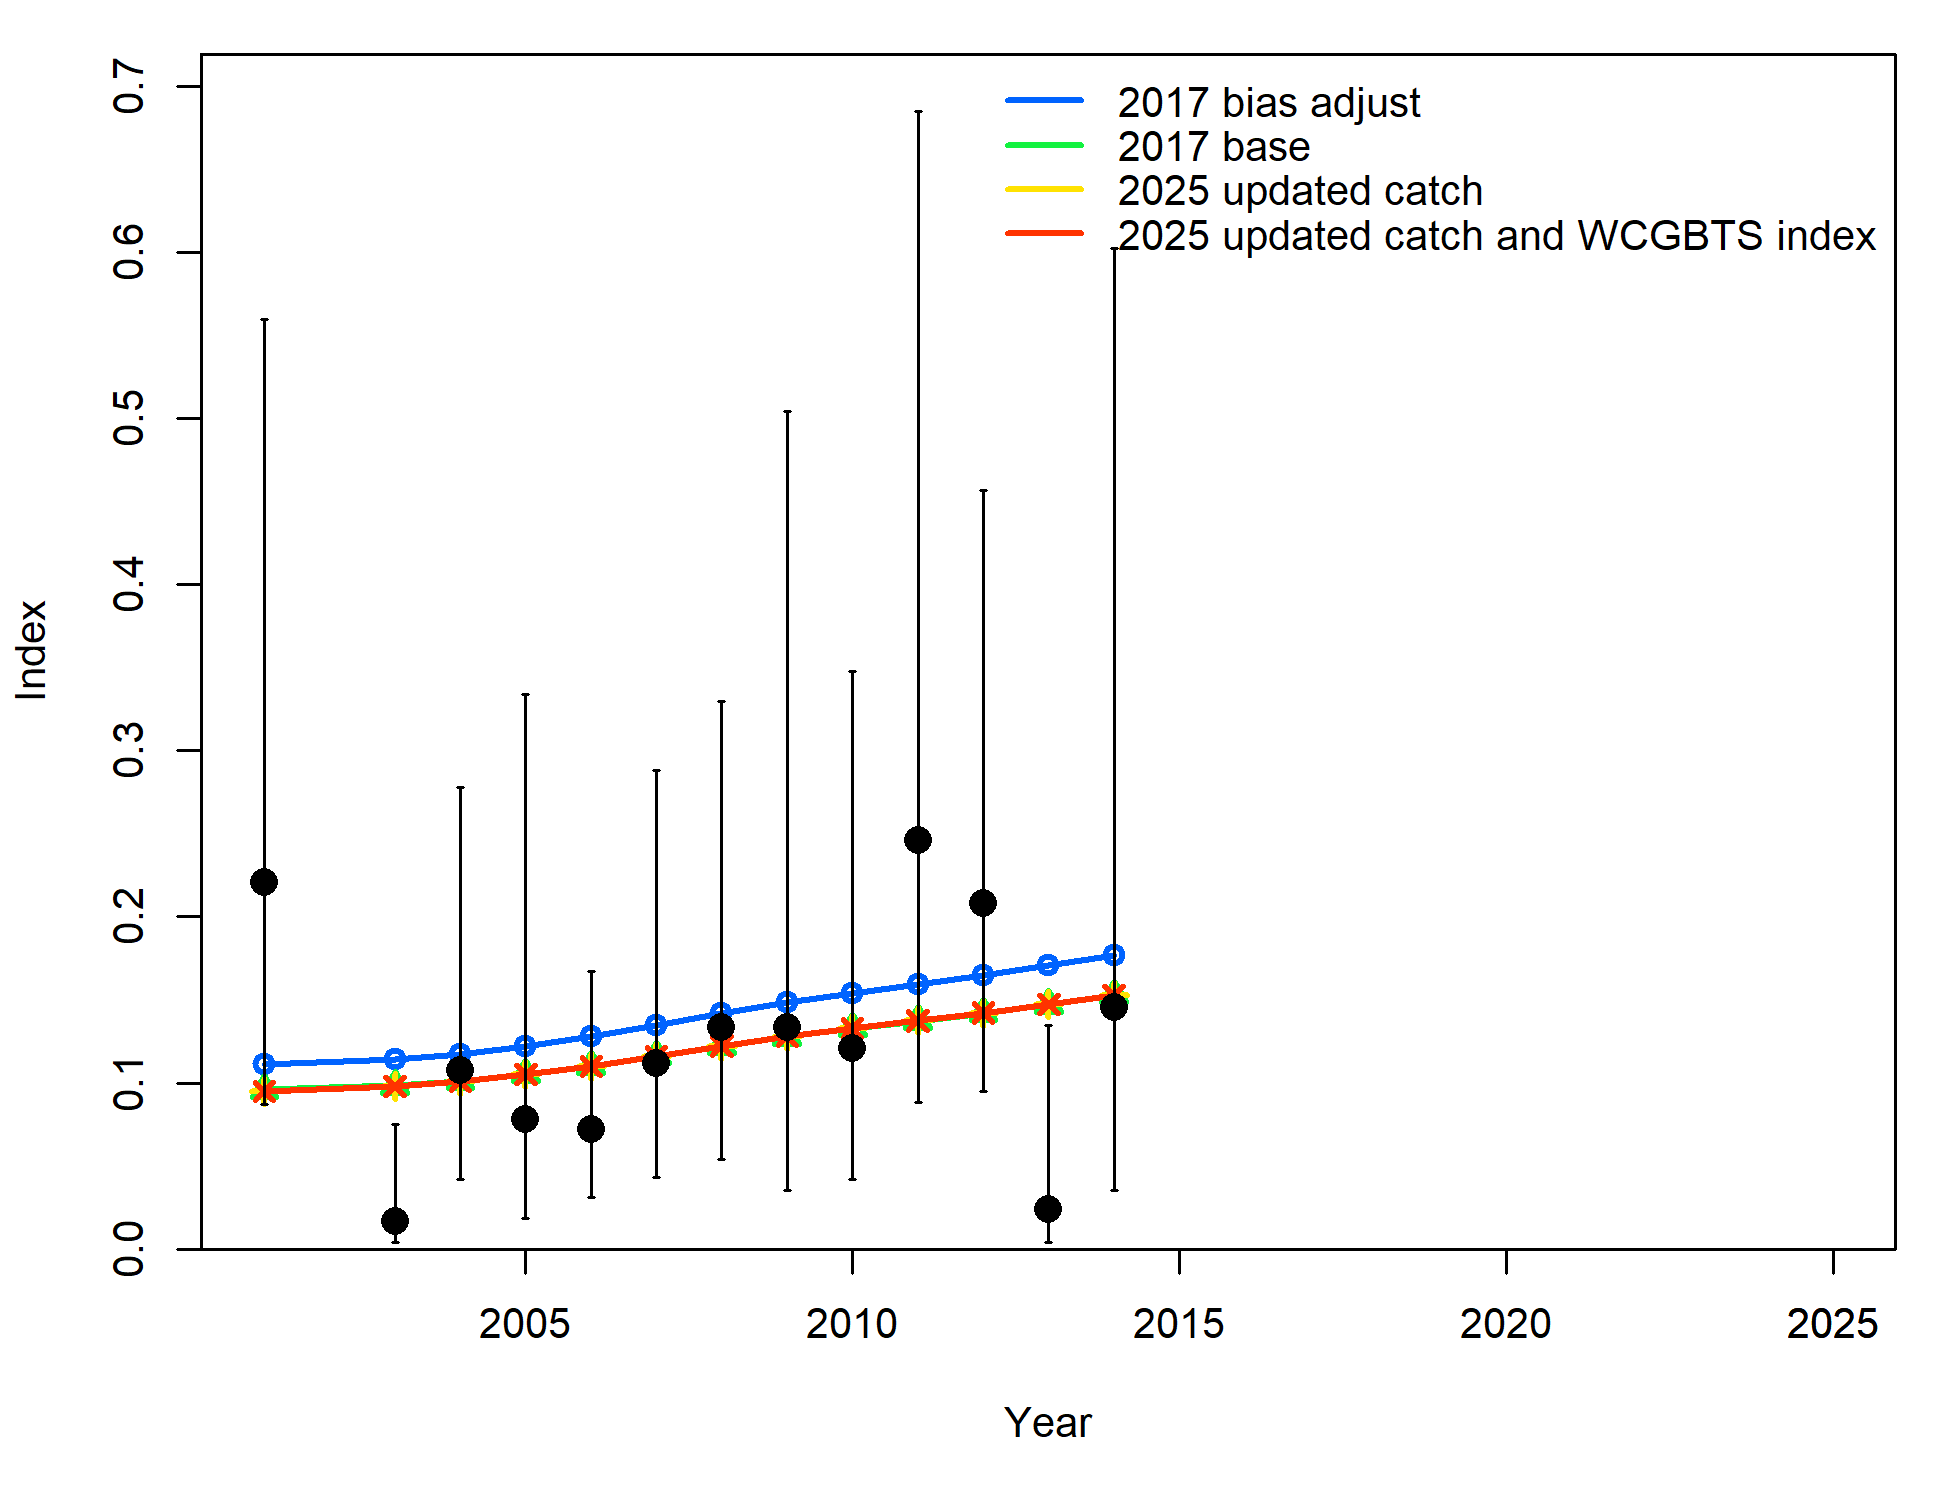 0.7
0.6
0.5
0.4
0.3
0.2
0.1
0.0
Index
2017 bias adjust
2017 base
2025 updated catch
2025 updated catch and WCGBTS index
2005 2010 2015 2020 2025
Year